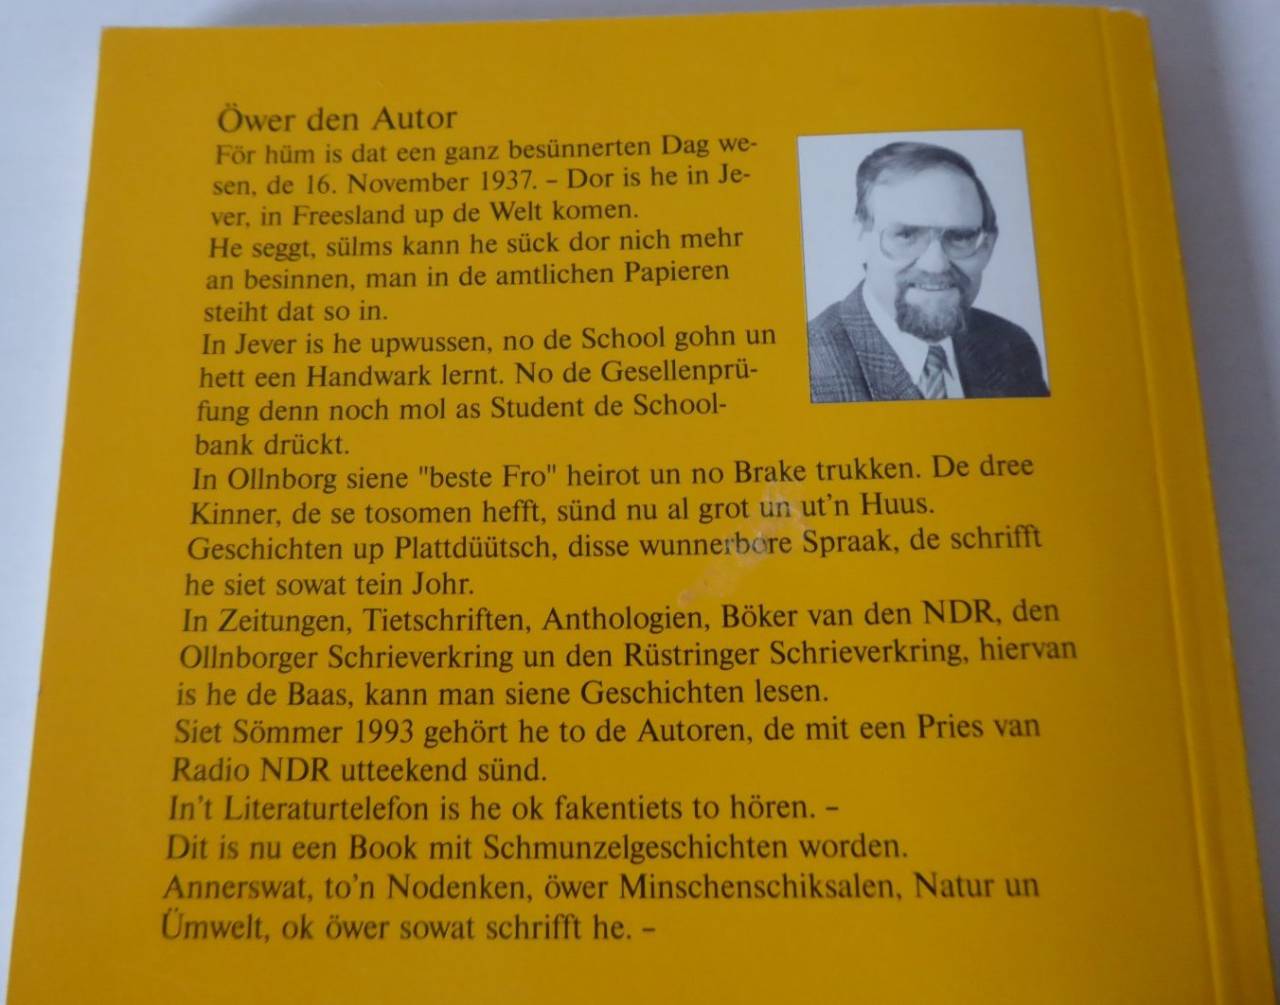 Öwer den Autor
För hüm is dat een ganz besünnerten Dag we-
sen, de 16. November 1937. – Dor is he in Je-
ver, in Freesland up de Welt komen.
He seggt, sülms kann he sück dor nich mehr
an besinnen, man in de amtlichen Papieren
steiht dat so in.
In Jever is he upwussen, no de School gohn un
hett een Handwark lernt. No de Gesellenprü-
fung denn noch mol as Student de School-
bank drückt.
In Ollnborg siene "beste Fro" heirot un no Brake trukken. De dree
Kinner, de se tosomen hefft, sünd nu al grot un ut'n Huus.
Geschichten up Plattdüütsch, disse wunnerbore Spraak, de schrifft
he siet sowat tein Johr.
In Zeitungen, Tietschriften, Anthologien, Böker van den NDR, den
Ollnborger Schrieverkring un den Rüstringer Schrieverkring, hiervan
is he de Baas, kann man siene Geschichten lesen.
Siet Sömmer 1993 gehört he to de Autoren, de mit een Pries van
Radio NDR utteekend sünd.
In't Literaturtelefon is he ok fakentiets to hören. –
Dit is nu een Book mit Schmunzelgeschichten worden.
Annerswat, to'n Nodenken, öwer Minschenschiksalen, Natur un
Ümwelt, ok öwer sowat schrifft he. –